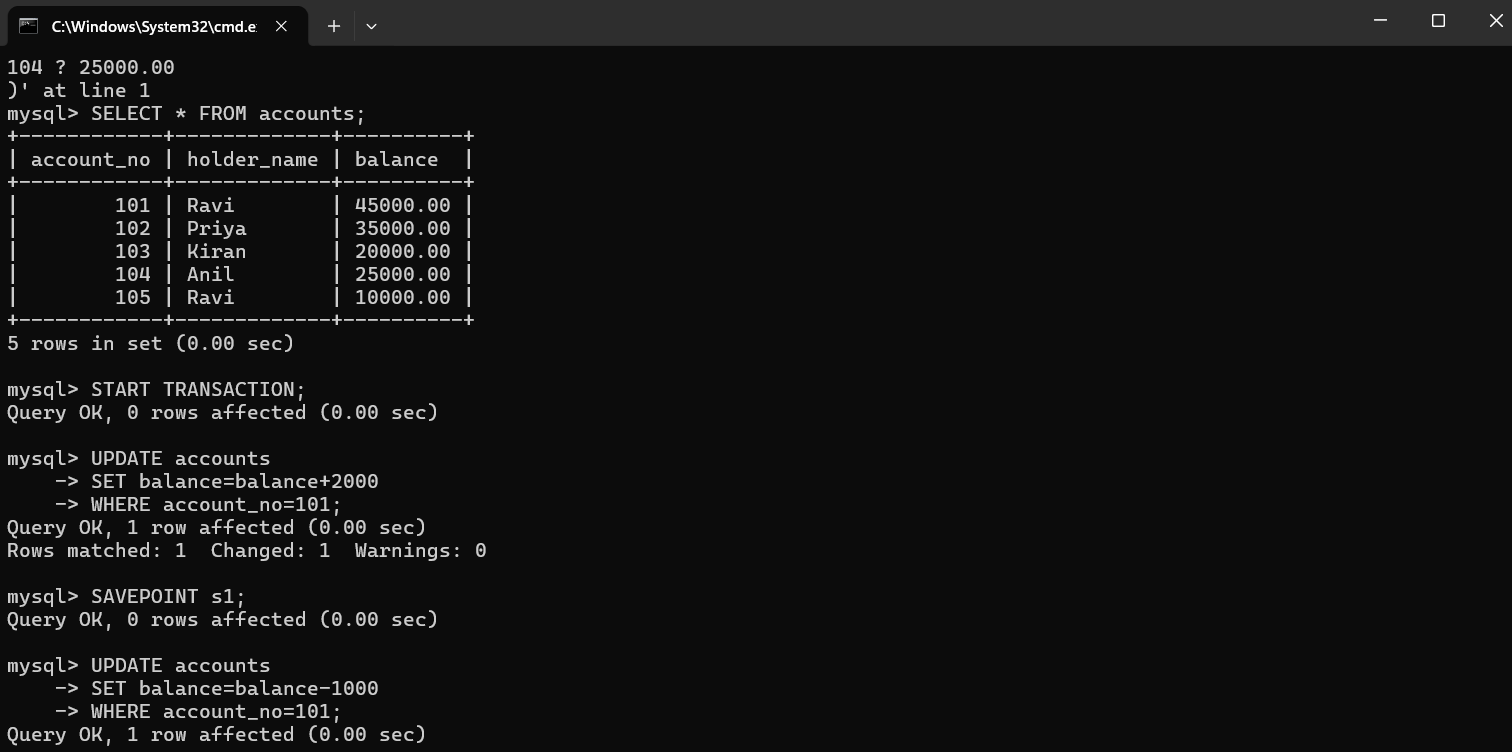 C:\Windows\System32\cmd.e
104 ? 25000.00
)' at line 1
mysql> SELECT * FROM accounts;
+------------+-------------+----------+
| account_no | holder_name | balance  |
+------------+-------------+----------+
|        101 | Ravi        | 45000.00 |
|        102 | Priya       | 35000.00 |
|        103 | Kiran       | 20000.00 |
|        104 | Anil        | 25000.00 |
|        105 | Ravi        | 10000.00 |
+------------+-------------+----------+
5 rows in set (0.00 sec)

mysql> START TRANSACTION;
Query OK, 0 rows affected (0.00 sec)

mysql> UPDATE accounts
    -> SET balance=balance+2000
    -> WHERE account_no=101;
Query OK, 1 row affected (0.00 sec)
Rows matched: 1  Changed: 1  Warnings: 0

mysql> SAVEPOINT s1;
Query OK, 0 rows affected (0.00 sec)

mysql> UPDATE accounts
    -> SET balance=balance-1000
    -> WHERE account_no=101;
Query OK, 1 row affected (0.00 sec)